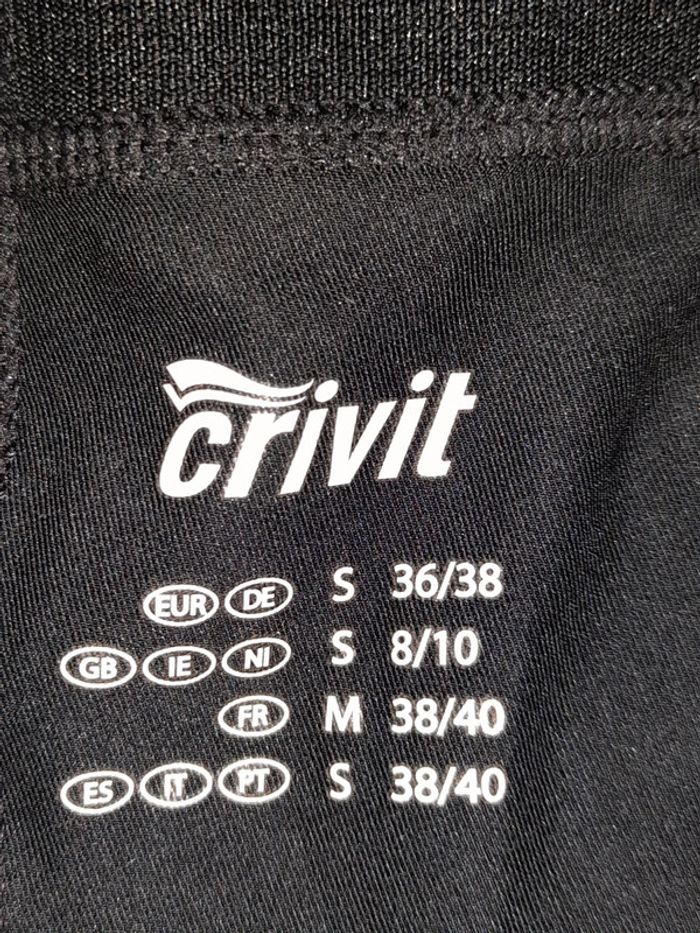 crivit
EUR DE S 36/38
GB IE NI S 8/10
FR M 38/40
ES IT PT S 38/40